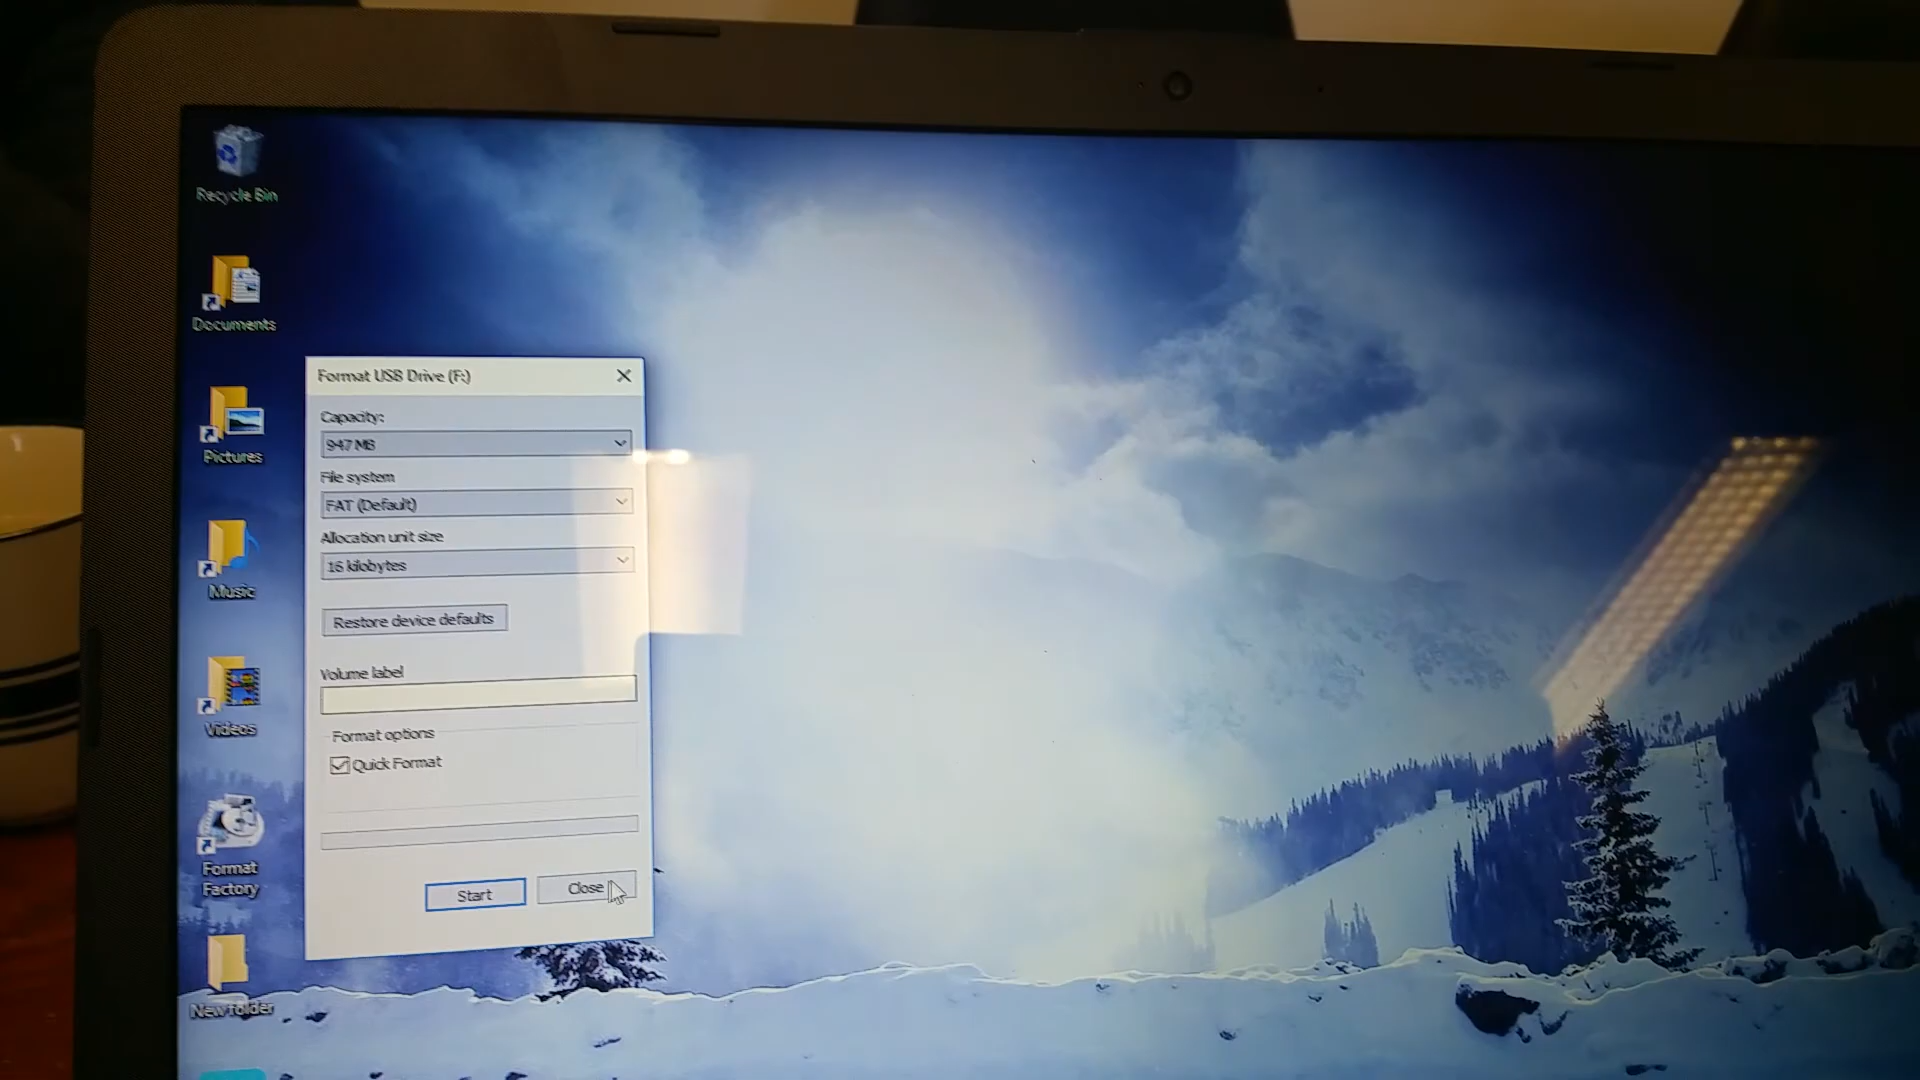 Recycle Bin
Documents
Pictures
Music
Videos
Format
Factory
New folder
Format USB Drive (F:)
Capacity:
947 MB
File system
FAT (Default)
Allocation unit size
16 kilobytes
Restore device defaults
Volume label
Format options
Quick Format
Start
Close